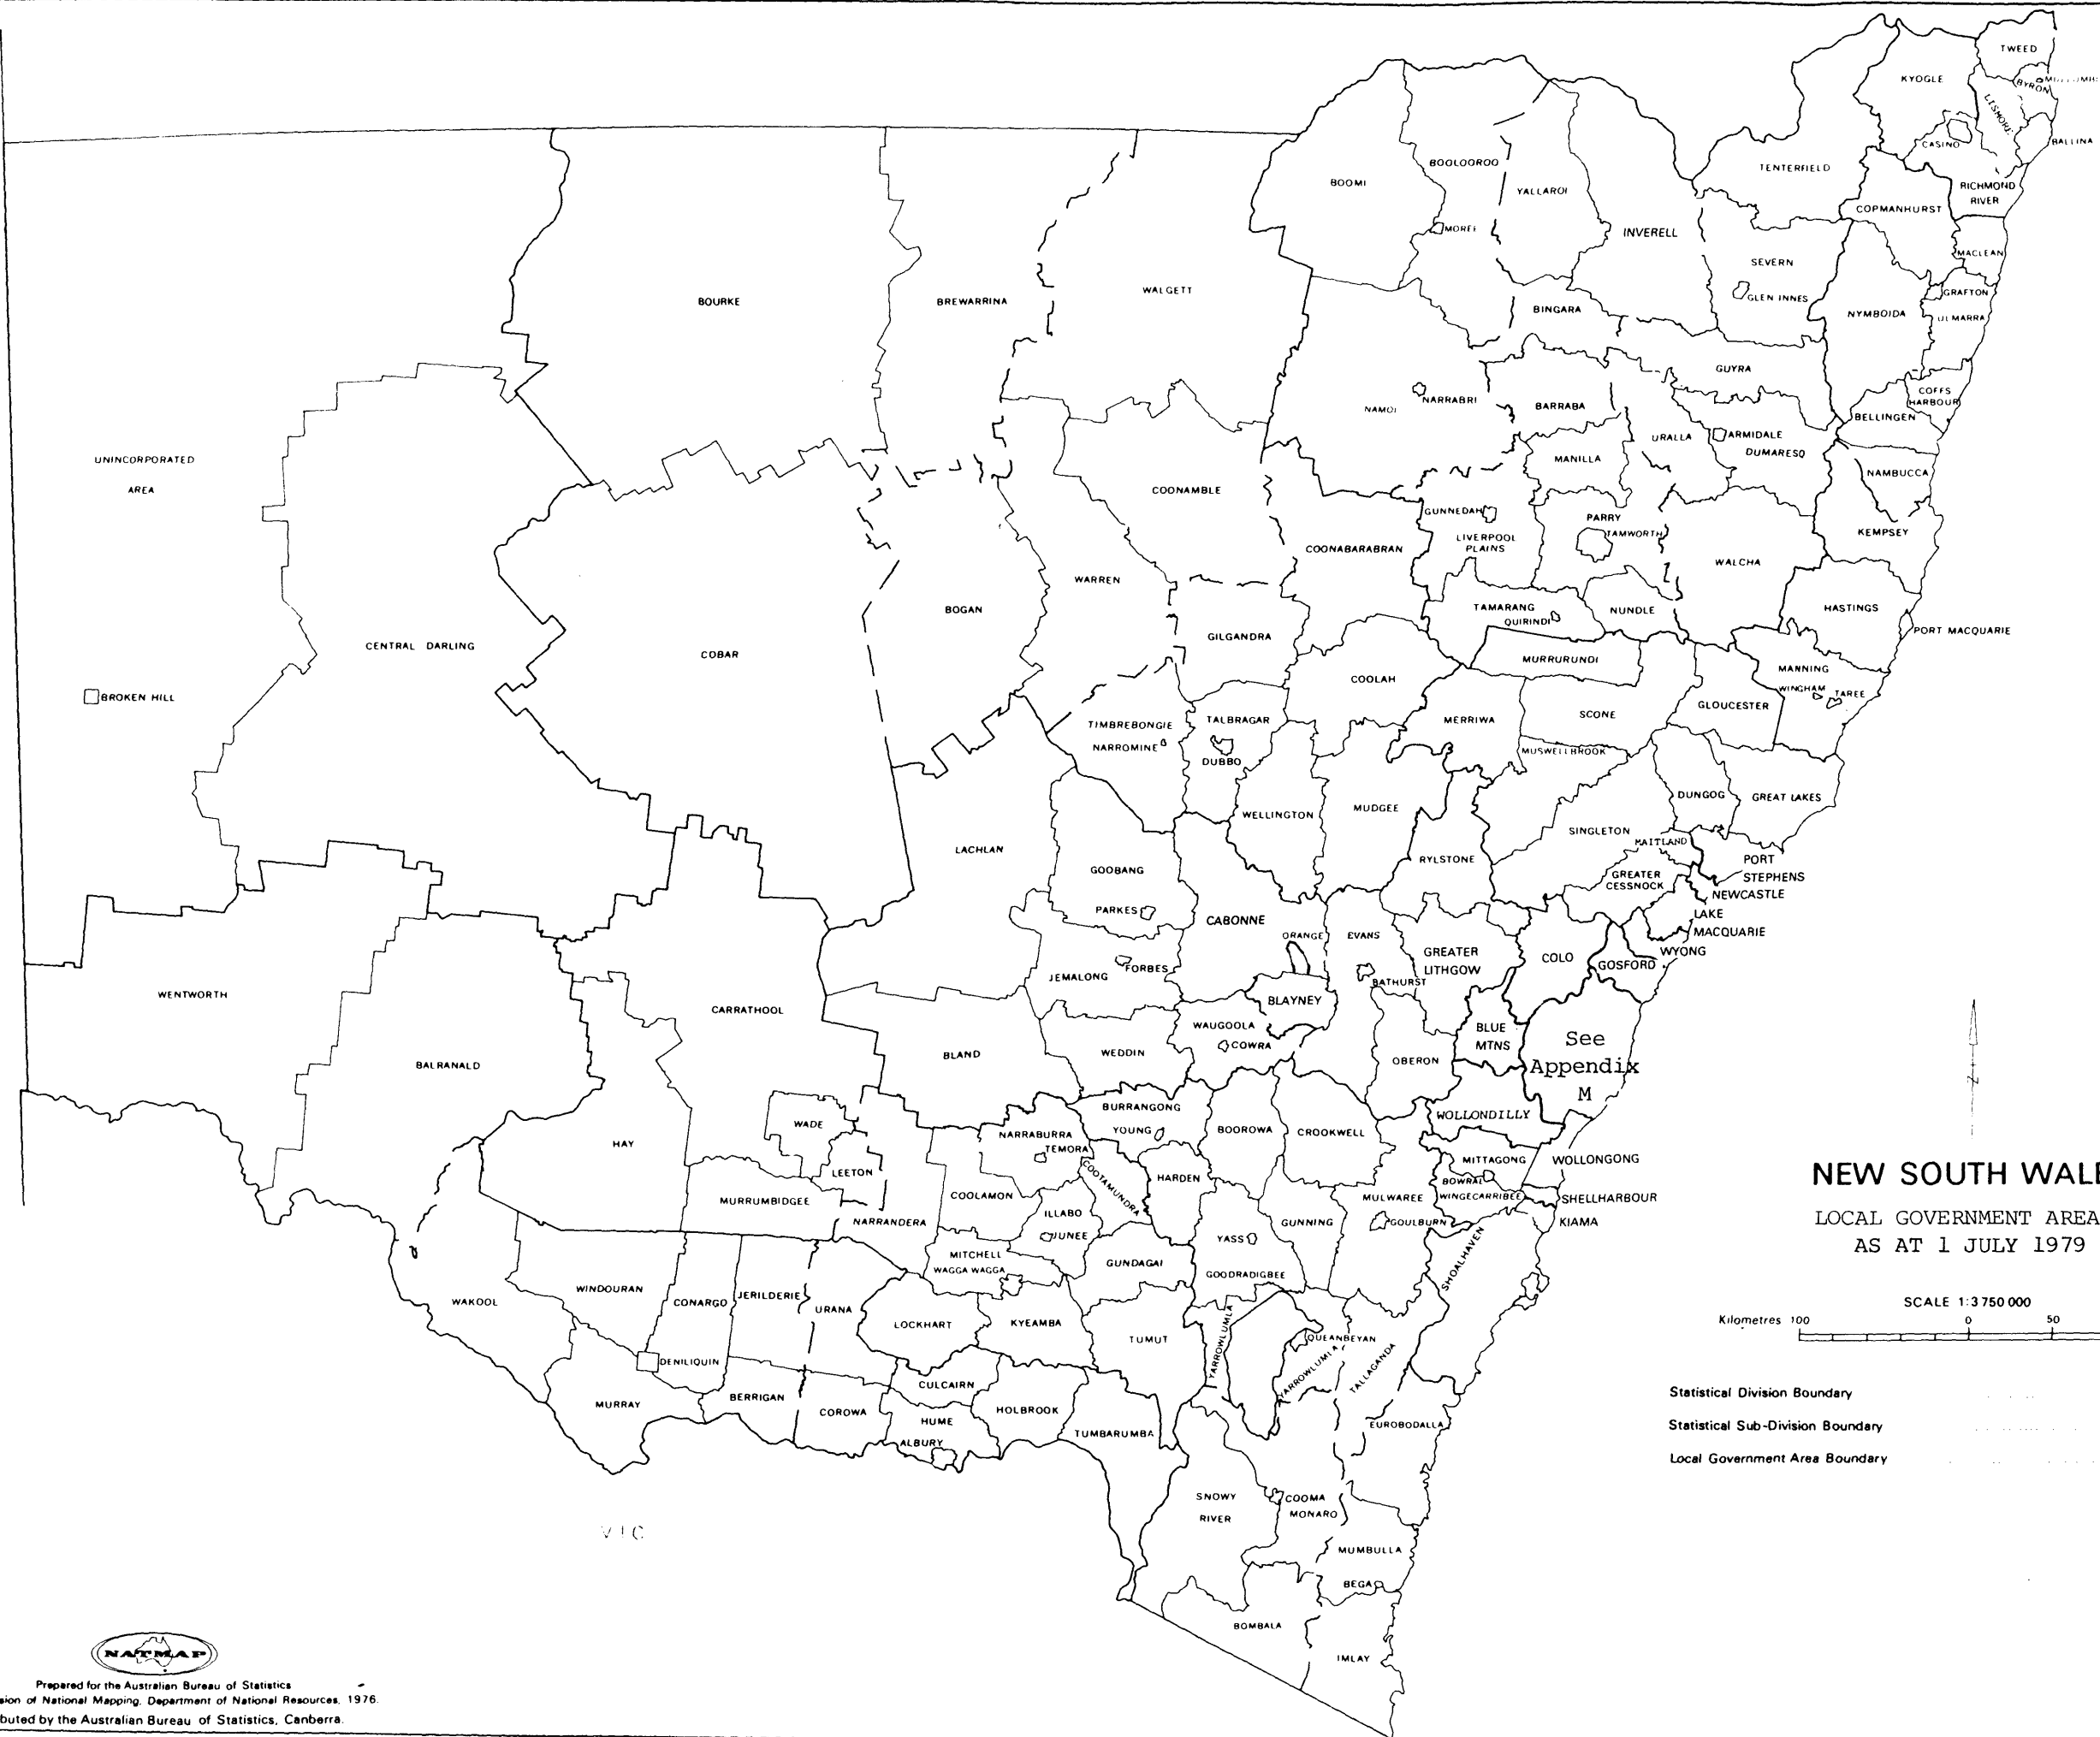 TWEED
KYOGLE
BYRON
LISMORE
CASINO
BALLINA
TENTERFIELD
BOOLOOROO
BOOMI
YALLAROI
RICHMOND
RIVER
COPMANHURST
MOREE
INVERELL
MACLEAN
SEVERN
WALGETT
BOURKE
BREWARRINA
GLEN INNES
GRAFTON
BINGARA
NYMBOIDA
ULMARRA
GUYRA
COFFS
HARBOUR
NARRABRI
NAMOI
BARRABA
BELLINGEN
URALLA
ARMIDALE
DUMARESQ
UNINCORPORATED
AREA
MANILLA
NAMBUCCA
COONAMBLE
GUNNEDAH
PARRY
TAMWORTH
KEMPSEY
LIVERPOOL
PLAINS
COONABARABRAN
WALCHA
WARREN
BOGAN
TAMARANG
QUIRINDI
NUNDLE
HASTINGS
GILGANDRA
PORT MACQUARIE
CENTRAL DARLING
COBAR
MURRURUNDI
MANNING
COOLAH
WINGHAM
TAREE
BROKEN HILL
GLOUCESTER
SCONE
TIMBREBONGIE
TALBRAGAR
MERRIWA
NARROMINE
MUSWELLBROOK
DUBBO
DUNGOG
GREAT LAKES
MUDGEE
WELLINGTON
SINGLETON
MAITLAND
LACHLAN
RYLSTONE
PORT
STEPHENS
GOOBANG
GREATER
CESSNOCK
NEWCASTLE
PARKES
CABONNE
LAKE
MACQUARIE
ORANGE
EVANS
GREATER
LITHGOW
COLO
GOSFORD
WYONG
JEMALONG
FORBES
BATHURST
WENTWORTH
CARRATHOOL
BLAYNEY
WAUGOOLA
COWRA
BLUE
MTNS
See
Appendix
M
BALRANALD
BLAND
WEDDIN
OBERON
BURRANGONG
WOLLONDILLY
WADE
HAY
NARRABURRA
TEMORA
YOUNG
BOOROWA
CROOKWELL
LEETON
COOTAMUNDRA
HARDEN
MITTAGONG
WOLLONGONG
BOWRAL
MURRUMBIDGEE
COOLAMON
MULWAREE
WINGECARRIBEE
SHELLHARBOUR
NARRANDERA
ILLABO
JUNEE
GUNNING
GOULBURN
KIAMA
YASS
MITCHELL
WAGGA WAGGA
GUNDAGAI
GOODRADIGBEE
SHOALHAVEN
WAKOOL
WINDOURAN
CONARGO
JERILDERIE
URANA
LOCKHART
KYEAMBA
TUMUT
YARROWLUMLA
QUEANBEYAN
YARROWLUMLA
TALLAGANDA
DENILIQUIN
MURRAY
BERRIGAN
COROWA
CULCAIRN
HUME
ALBURY
HOLBROOK
TUMBARUMBA
EUROBODALLA
SNOWY
RIVER
COOMA
MONARO
MUMBULLA
BEGA
BOMBALA
IMLAY
VIC
N
NEW SOUTH WALE
LOCAL GOVERNMENT AREA
AS AT 1 JULY 1979
SCALE 1:3 750 000
Kilometres 100 0 50
Statistical Division Boundary
Statistical Sub-Division Boundary
Local Government Area Boundary
NATMAP
Prepared for the Australian Bureau of Statistics
sion of National Mapping, Department of National Resources, 1976.
buted by the Australian Bureau of Statistics, Canberra.